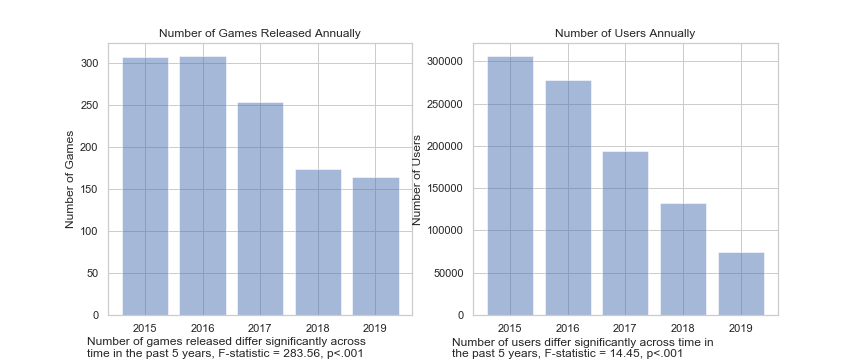 Number of Games Released Annually
Number of Games
300
250
200
150
100
50
0
2015 2016 2017 2018 2019
Number of games released differ significantly across
time in the past 5 years, F-statistic = 283.56, p<.001
Number of Users Annually
Number of Users
300000
250000
200000
150000
100000
50000
0
2015 2016 2017 2018 2019
Number of users differ significantly across time in
the past 5 years, F-statistic = 14.45, p<.001